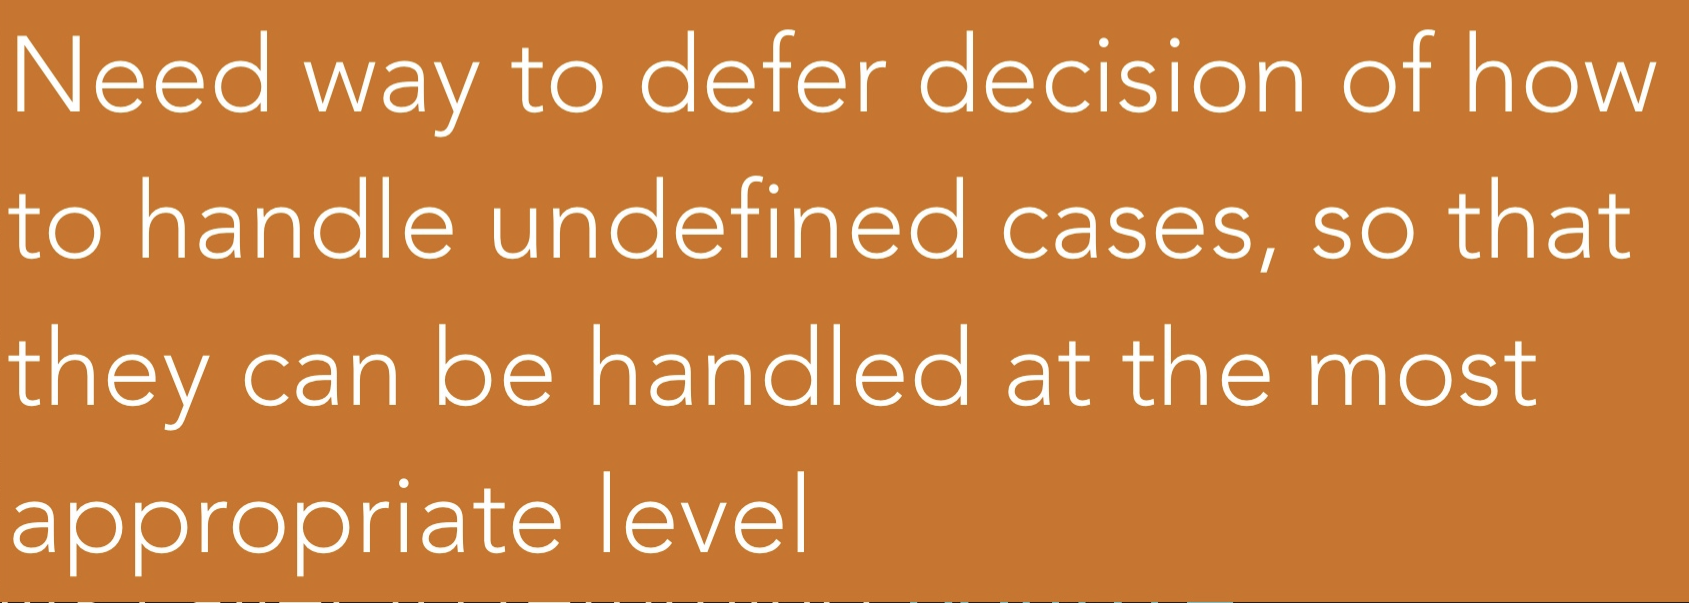 Need way to defer decision of how
to handle undefined cases, so that
they can be handled at the most
appropriate level